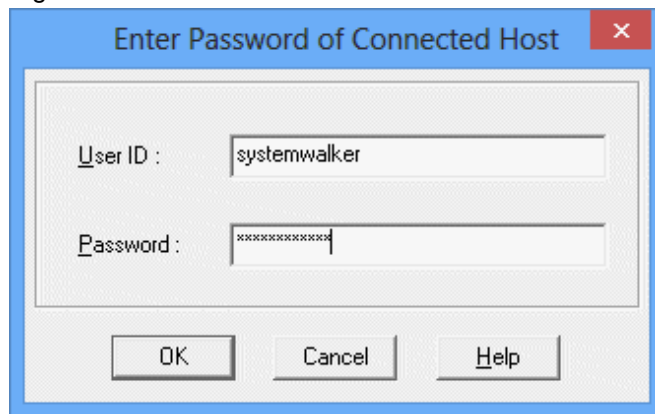 Enter Password of Connected Host
User ID : systemwalker
Password : ************
OK Cancel Help